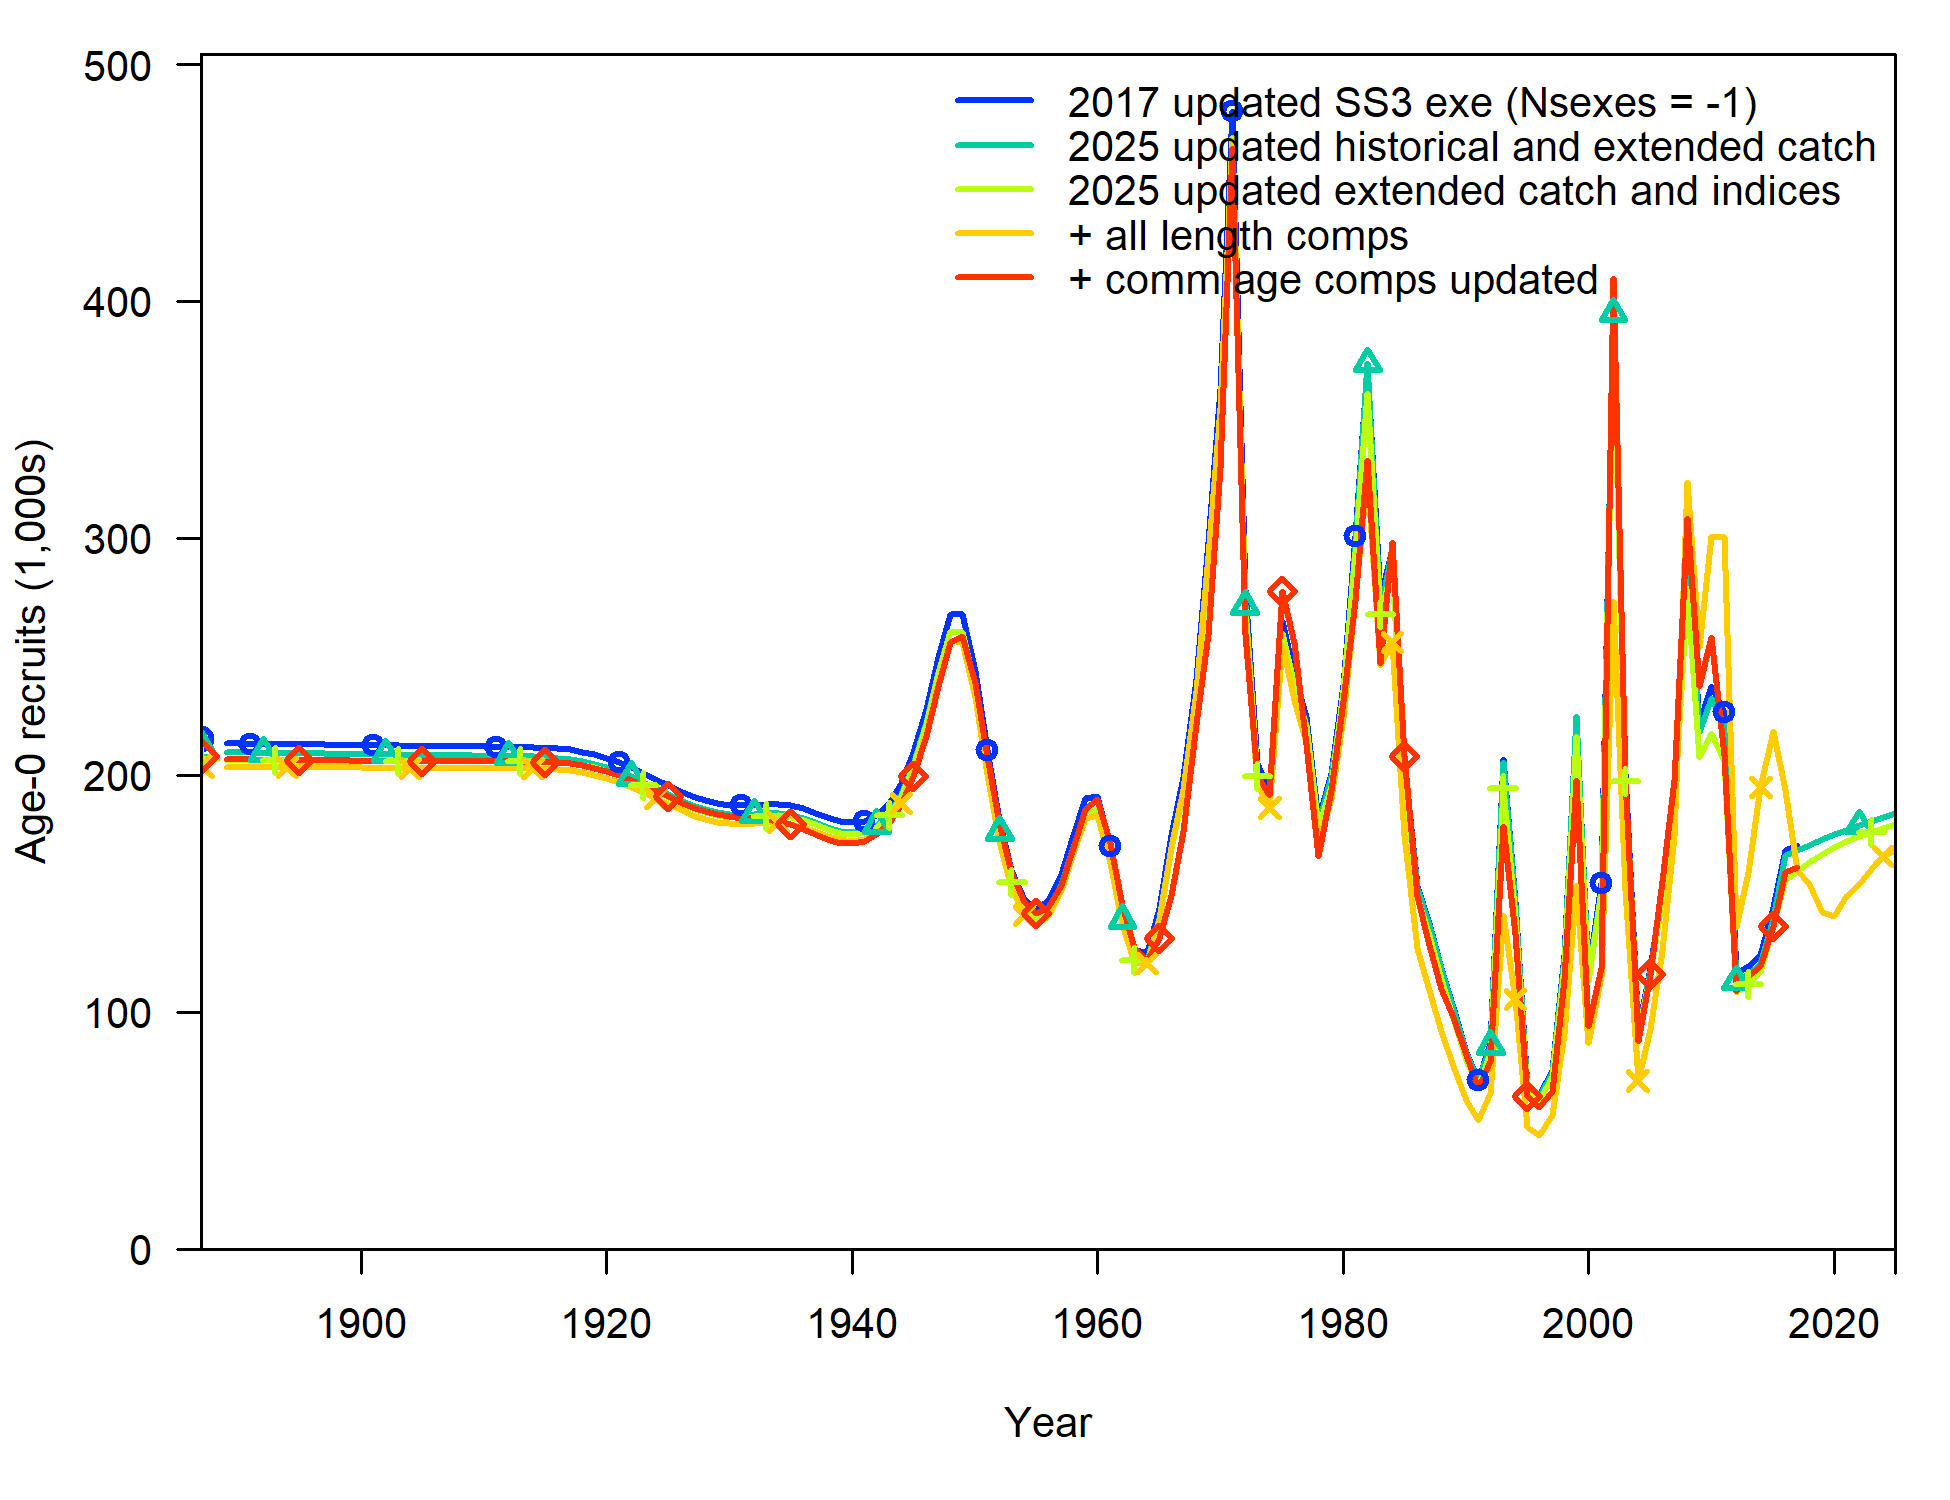 500
400
300
200
100
0
Age-0 recruits (1,000s)
2017 updated SS3 exe (Nsexes = -1)
2025 updated historical and extended catch
2025 updated extended catch and indices
+ all length comps
+ comm age comps updated
1900 1920 1940 1960 1980 2000 2020
Year